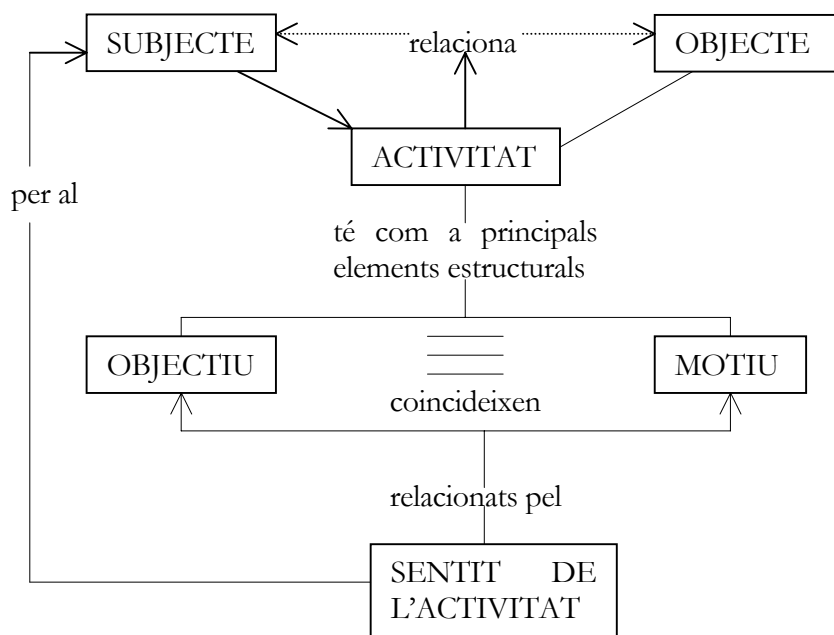 SUBJECTE
relaciona
OBJECTE
ACTIVITAT
per al
té com a principals
elements estructurals
OBJECTIU
MOTIU
coincideixen
relacionats pel
SENTIT DE
L’ACTIVITAT